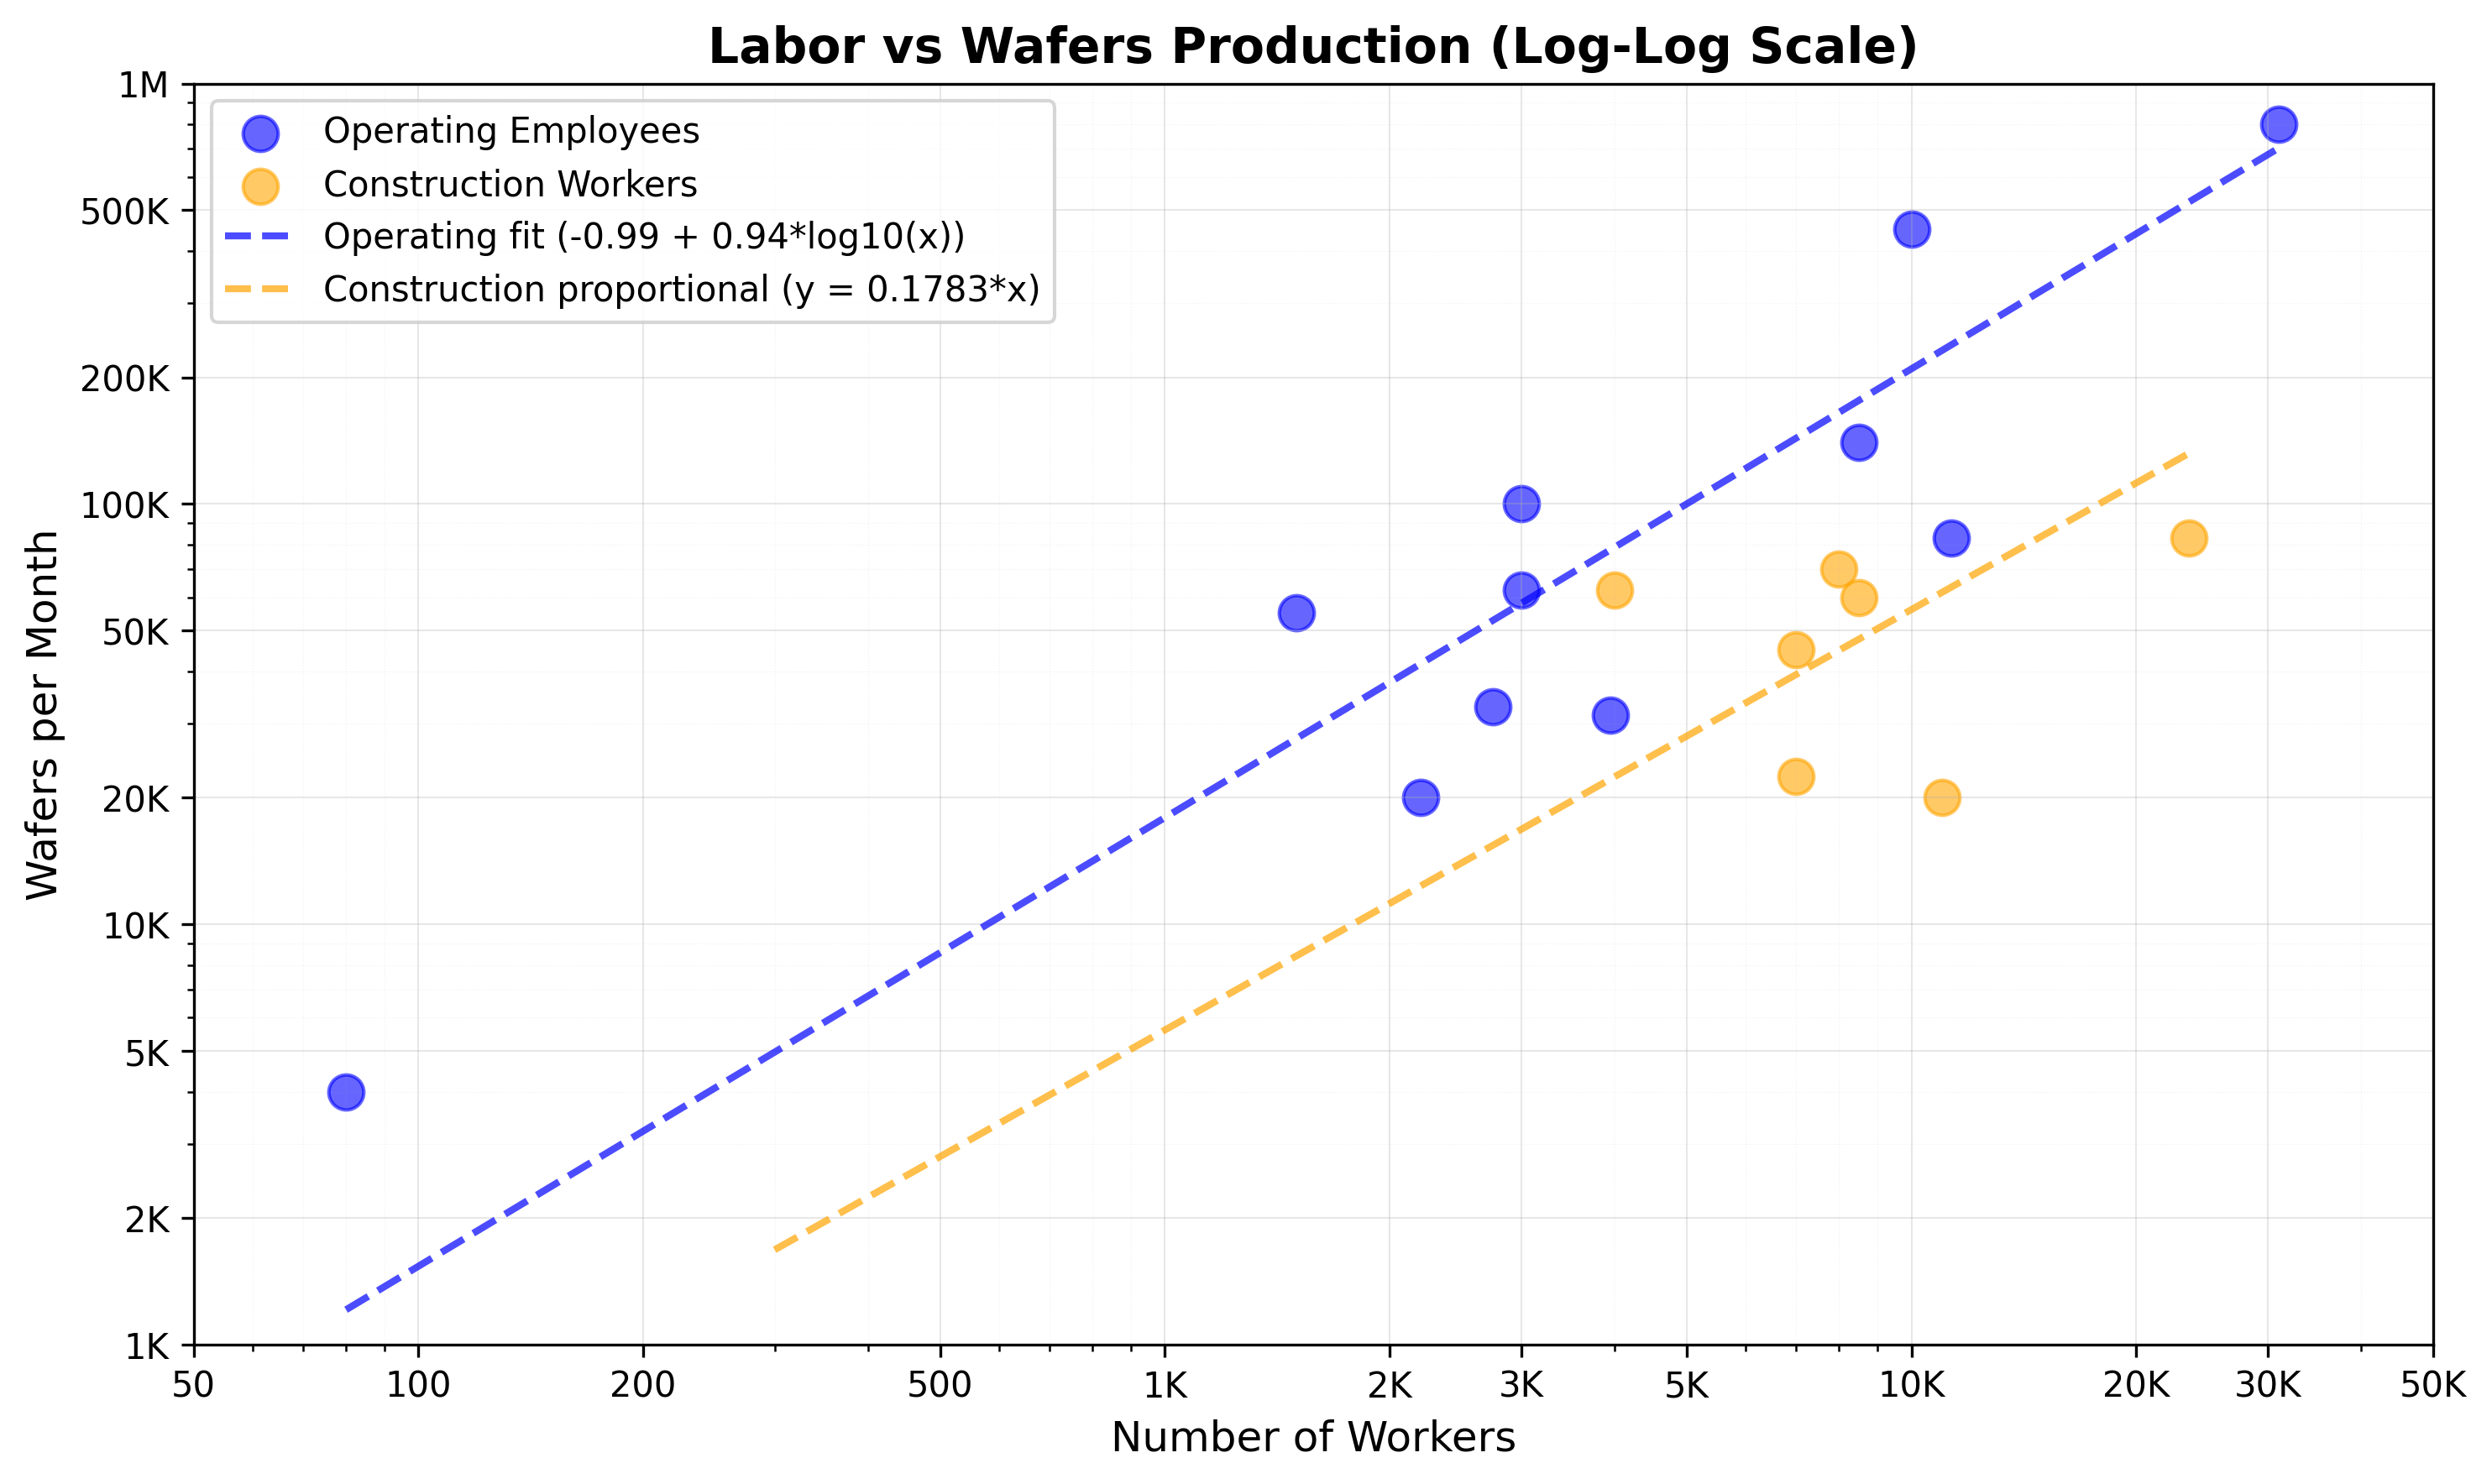 Labor vs Wafers Production (Log-Log Scale)
1M
500K
200K
100K
50K
20K
10K
5K
2K
1K
Wafers per Month
Operating Employees
Construction Workers
Operating fit (-0.99 + 0.94*log10(x))
Construction proportional (y = 0.1783*x)
50 100 200 500 1K 2K 3K 5K 10K 20K 30K 50K
Number of Workers